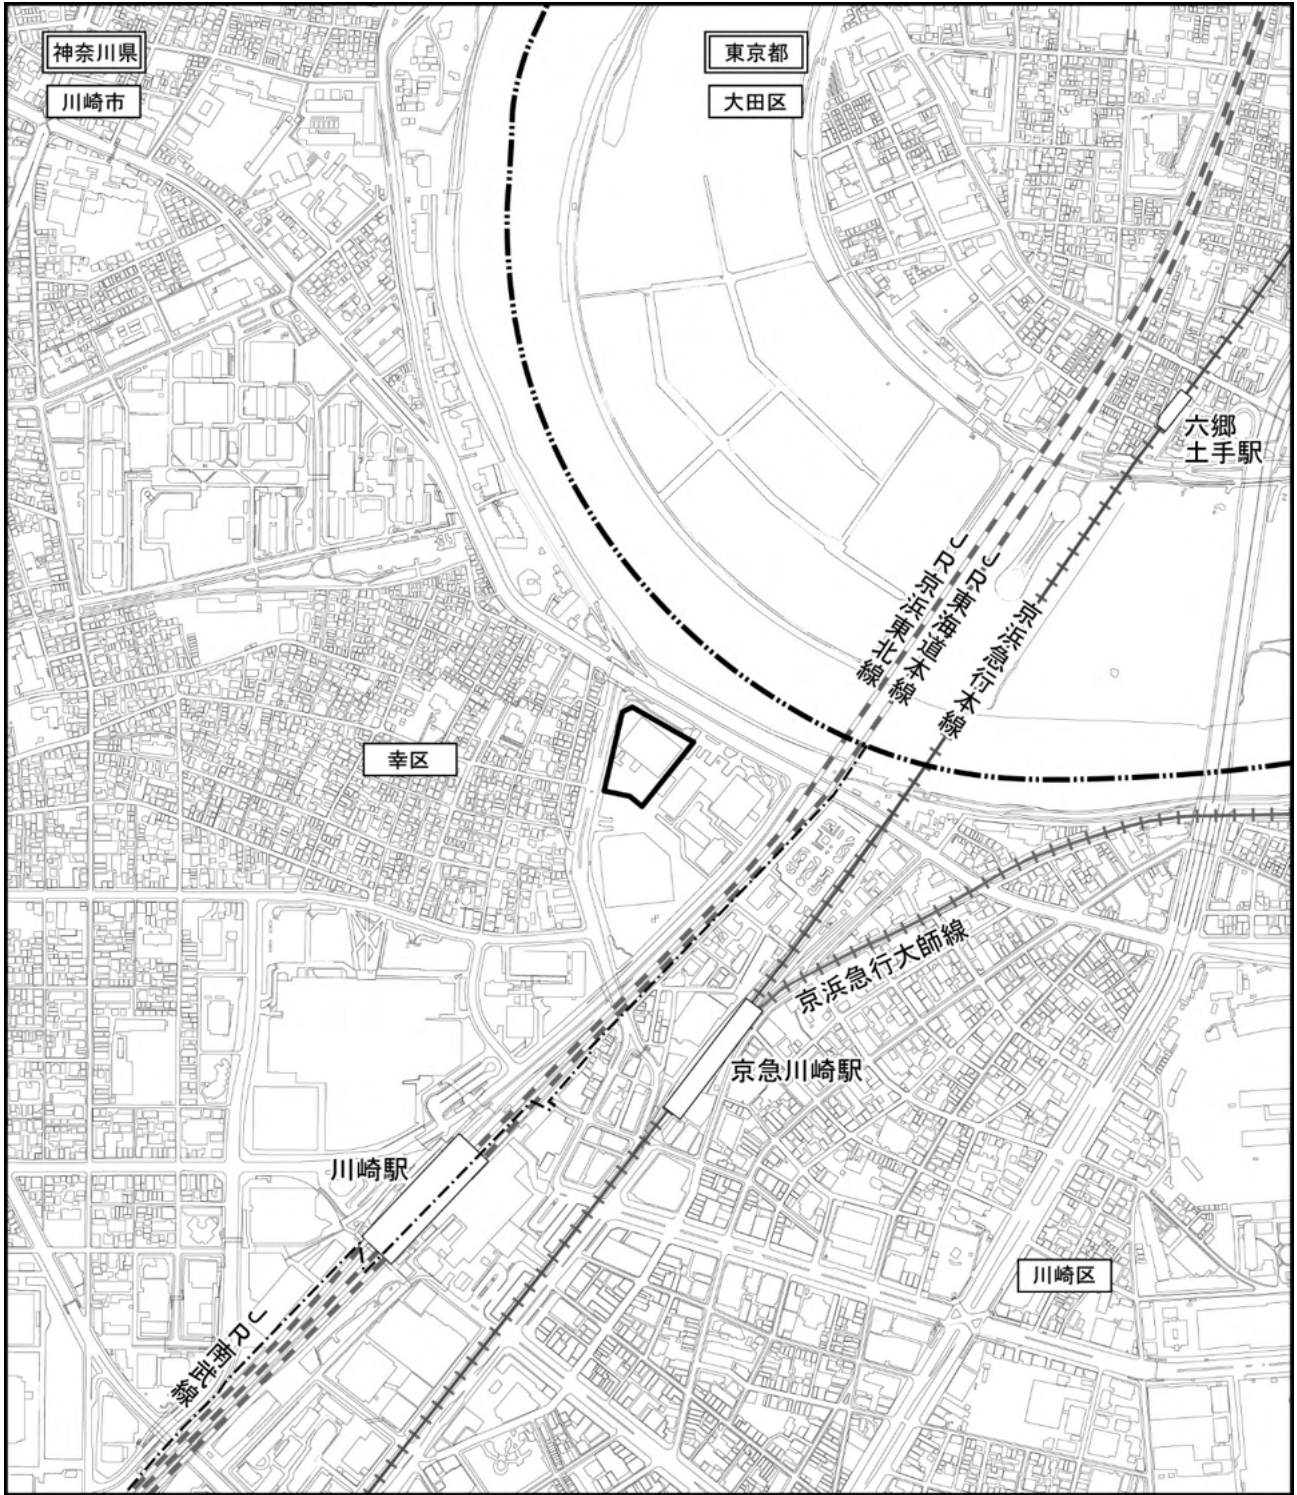 神奈川県
川崎市
東京都
大田区
六郷
土手駅
JR京浜東北線
JR東海道本線
京浜急行本線
幸区
京浜急行大師線
京急川崎駅
川崎駅
川崎区
JR南武線